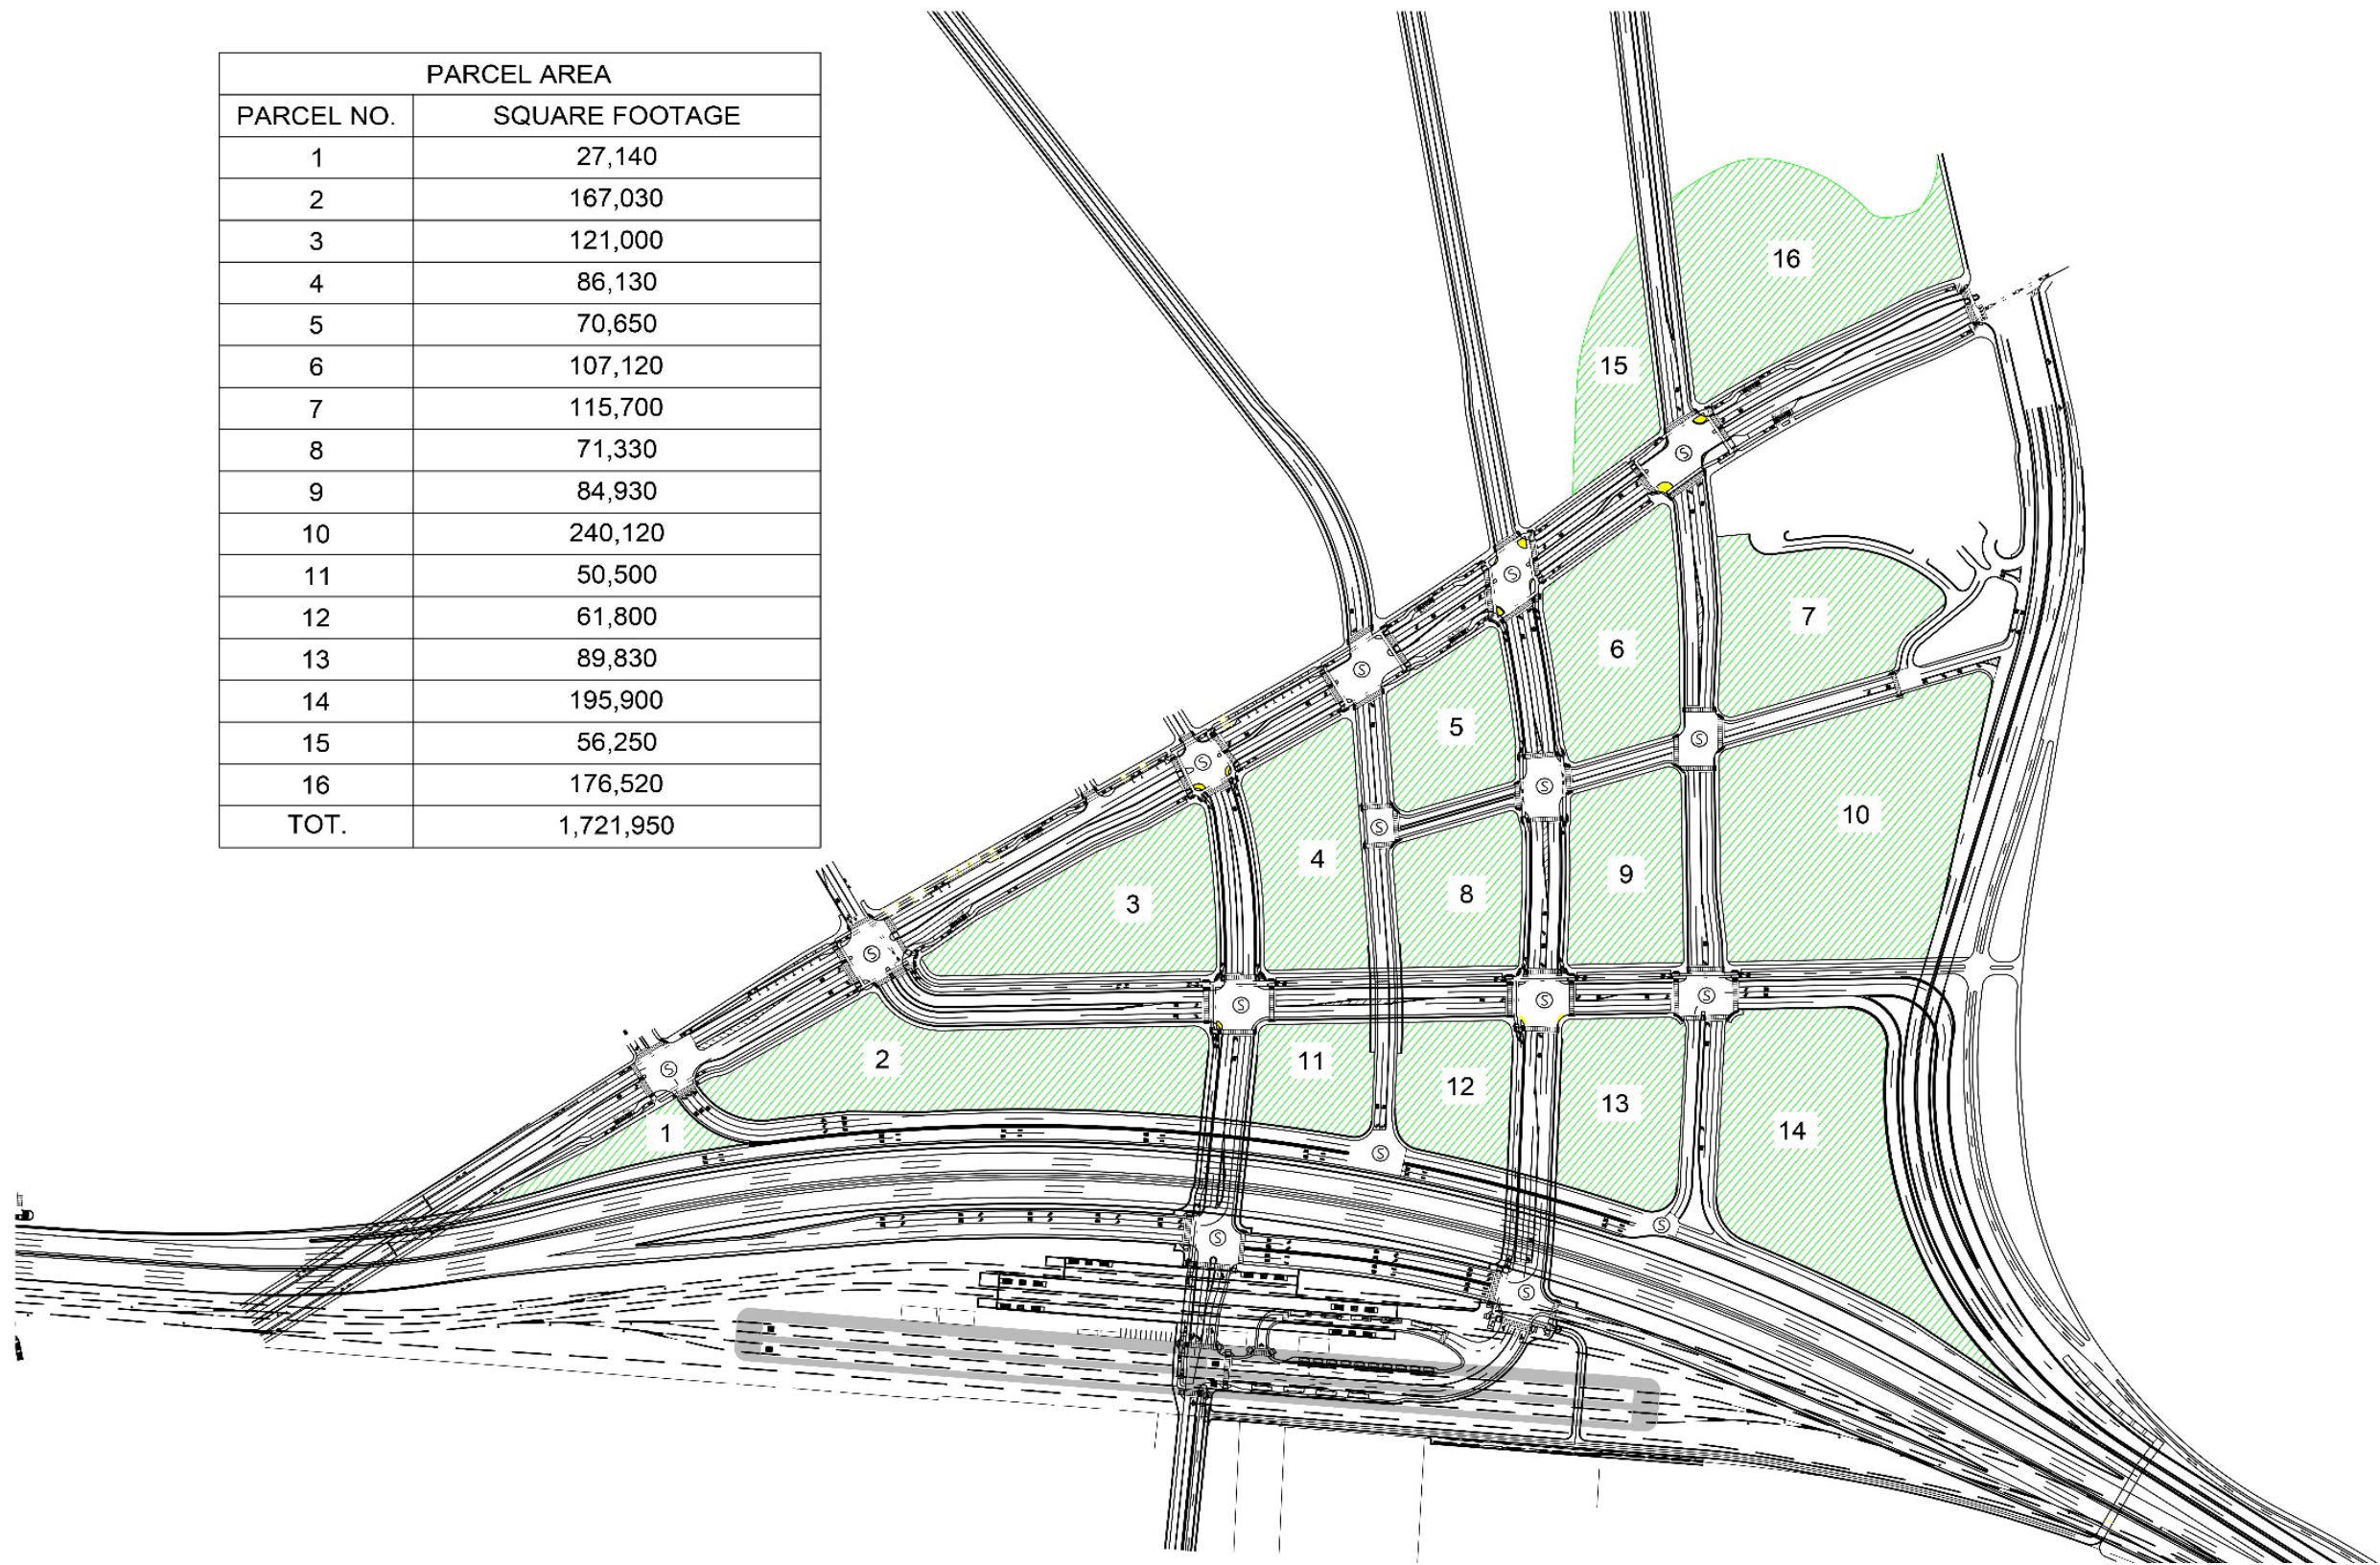 PARCEL AREA
PARCEL NO. SQUARE FOOTAGE
1 27,140
2 167,030
3 121,000
4 86,130
5 70,650
6 107,120
7 115,700
8 71,330
9 84,930
10 240,120
11 50,500
12 61,800
13 89,830
14 195,900
15 56,250
16 176,520
TOT. 1,721,950
16
15
S
S
7
6
S
5
S
S
S
S
10
S
4
9
8
3
S
S
S
S
2
11
S
12
13
14
1
S
S
S
S